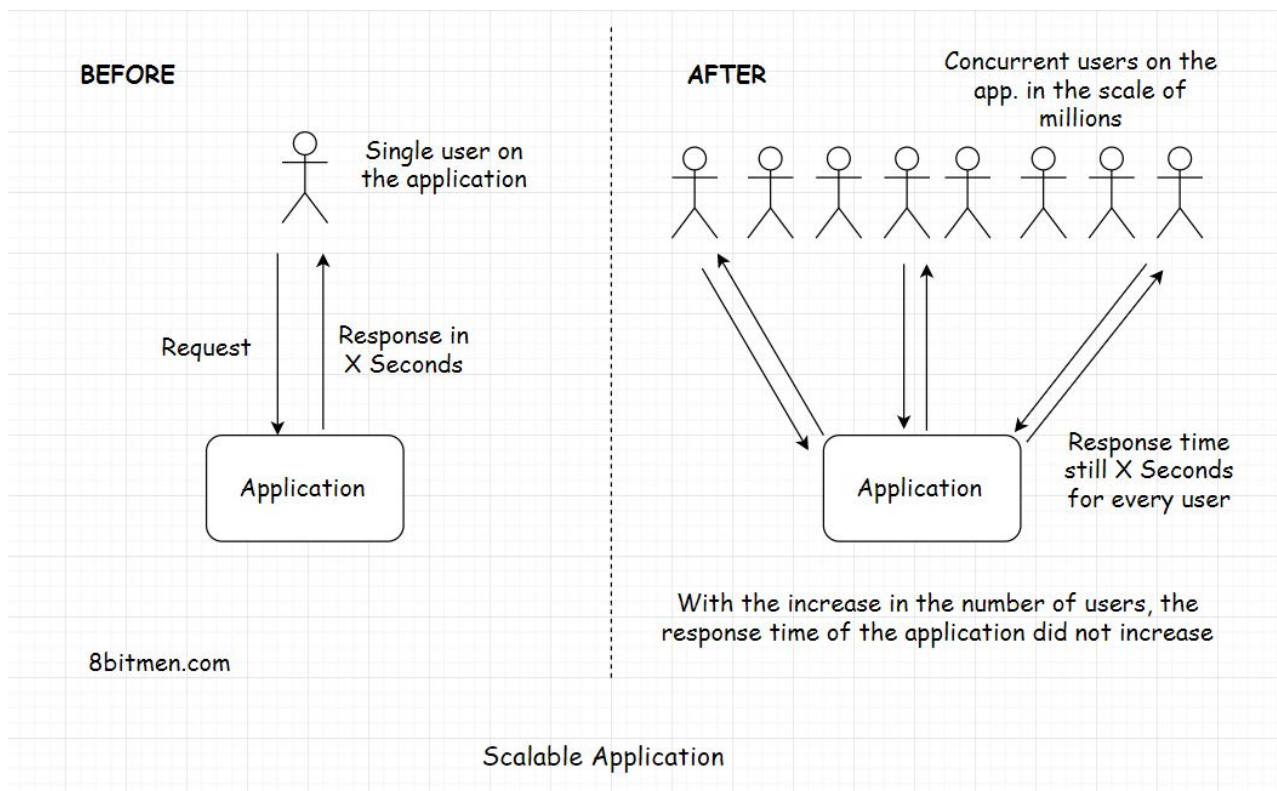 BEFORE
Single user on
the application
Request
Response in
X Seconds
Application
8bitmen.com
AFTER
Concurrent users on the
app. in the scale of
millions
Response time
still X Seconds
for every user
Application
With the increase in the number of users, the
response time of the application did not increase
Scalable Application